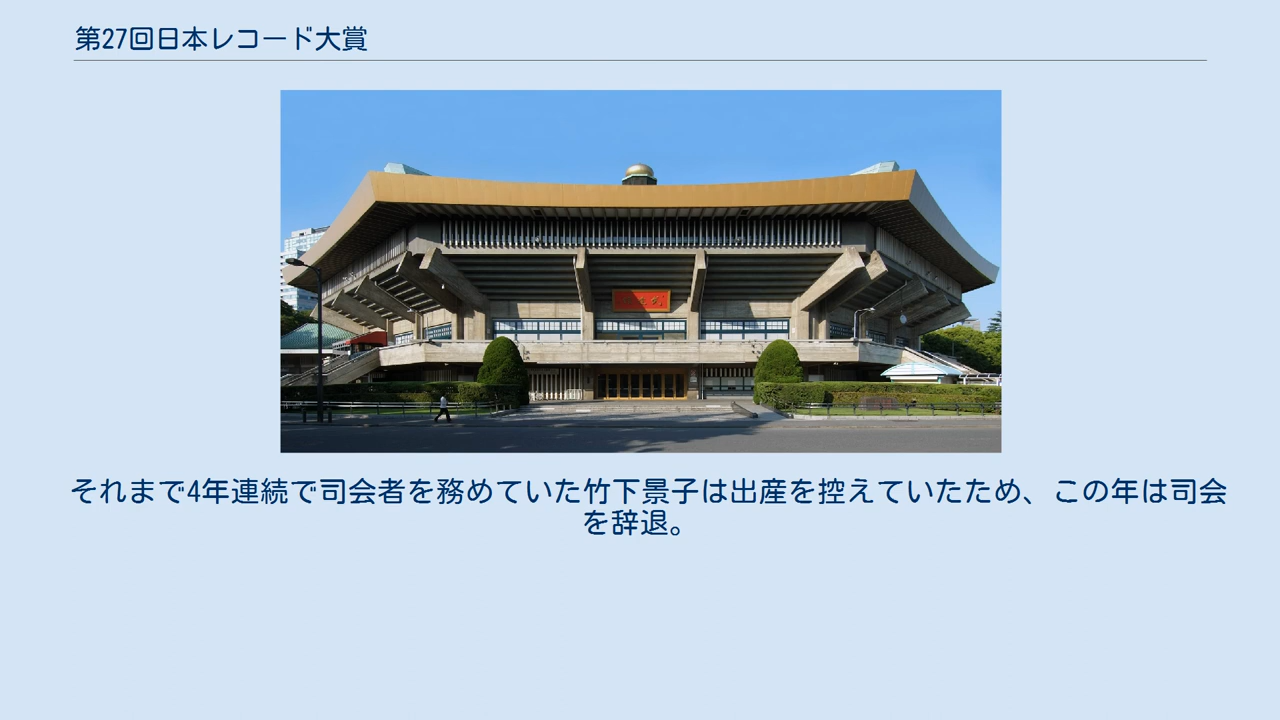 第27回日本レコード大賞
それまで4年連続で司会者を務めていた竹下景子は出産を控えていたため、この年は司会
を辞退。